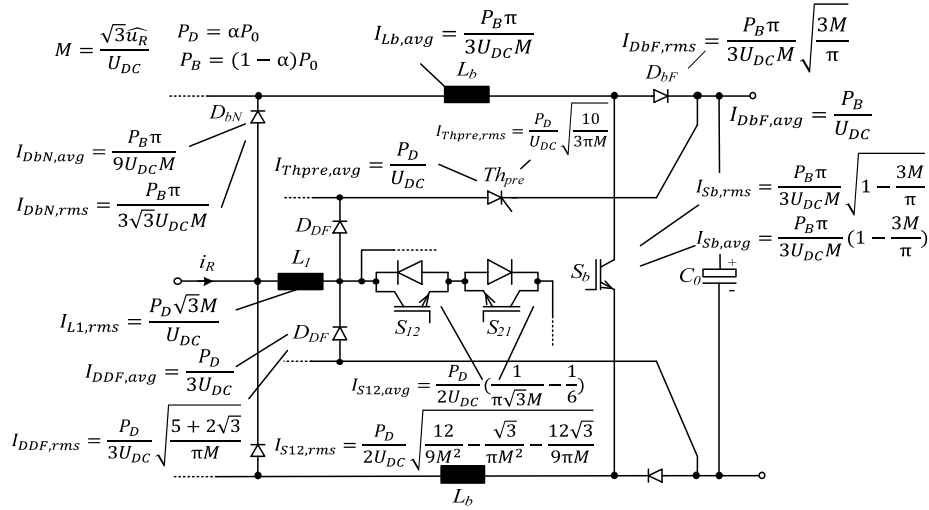 M = √3û_R / U_DC
P_D = αP_0
P_B = (1 − α)P_0
I_Lb,avg = P_Bπ / 3U_DCM
L_b
I_DbF,rms = P_Bπ / 3U_DCM √(3M / π)
D_bF
D_bN
I_DbF,avg = P_B / U_DC
I_DbN,avg = P_Bπ / 9U_DCM
I_Thpre,rms = P_D / U_DC √(10 / 3πM)
I_Thpre,avg = P_D / U_DC
Th_pre
I_DbN,rms = P_Bπ / 3√3U_DCM
I_Sb,rms = P_Bπ / 3U_DCM √(1 − 3M / π)
D_DF
I_Sb,avg = P_Bπ / 3U_DCM (1 − 3M / π)
i_R
L_1
S_b
C_0
+
-
I_L1,rms = P_D√3M / U_DC
D_DF
S_12
S_21
I_DDF,avg = P_D / 3U_DC
I_S12,avg = P_D / 2U_DC (1 / π√3M − 1 / 6)
I_DDF,rms = P_D / 3U_DC √(5 + 2√3 / πM)
I_S12,rms = P_D / 2U_DC √(12 / 9M² − √3 / πM² − 12√3 / 9πM)
L_b